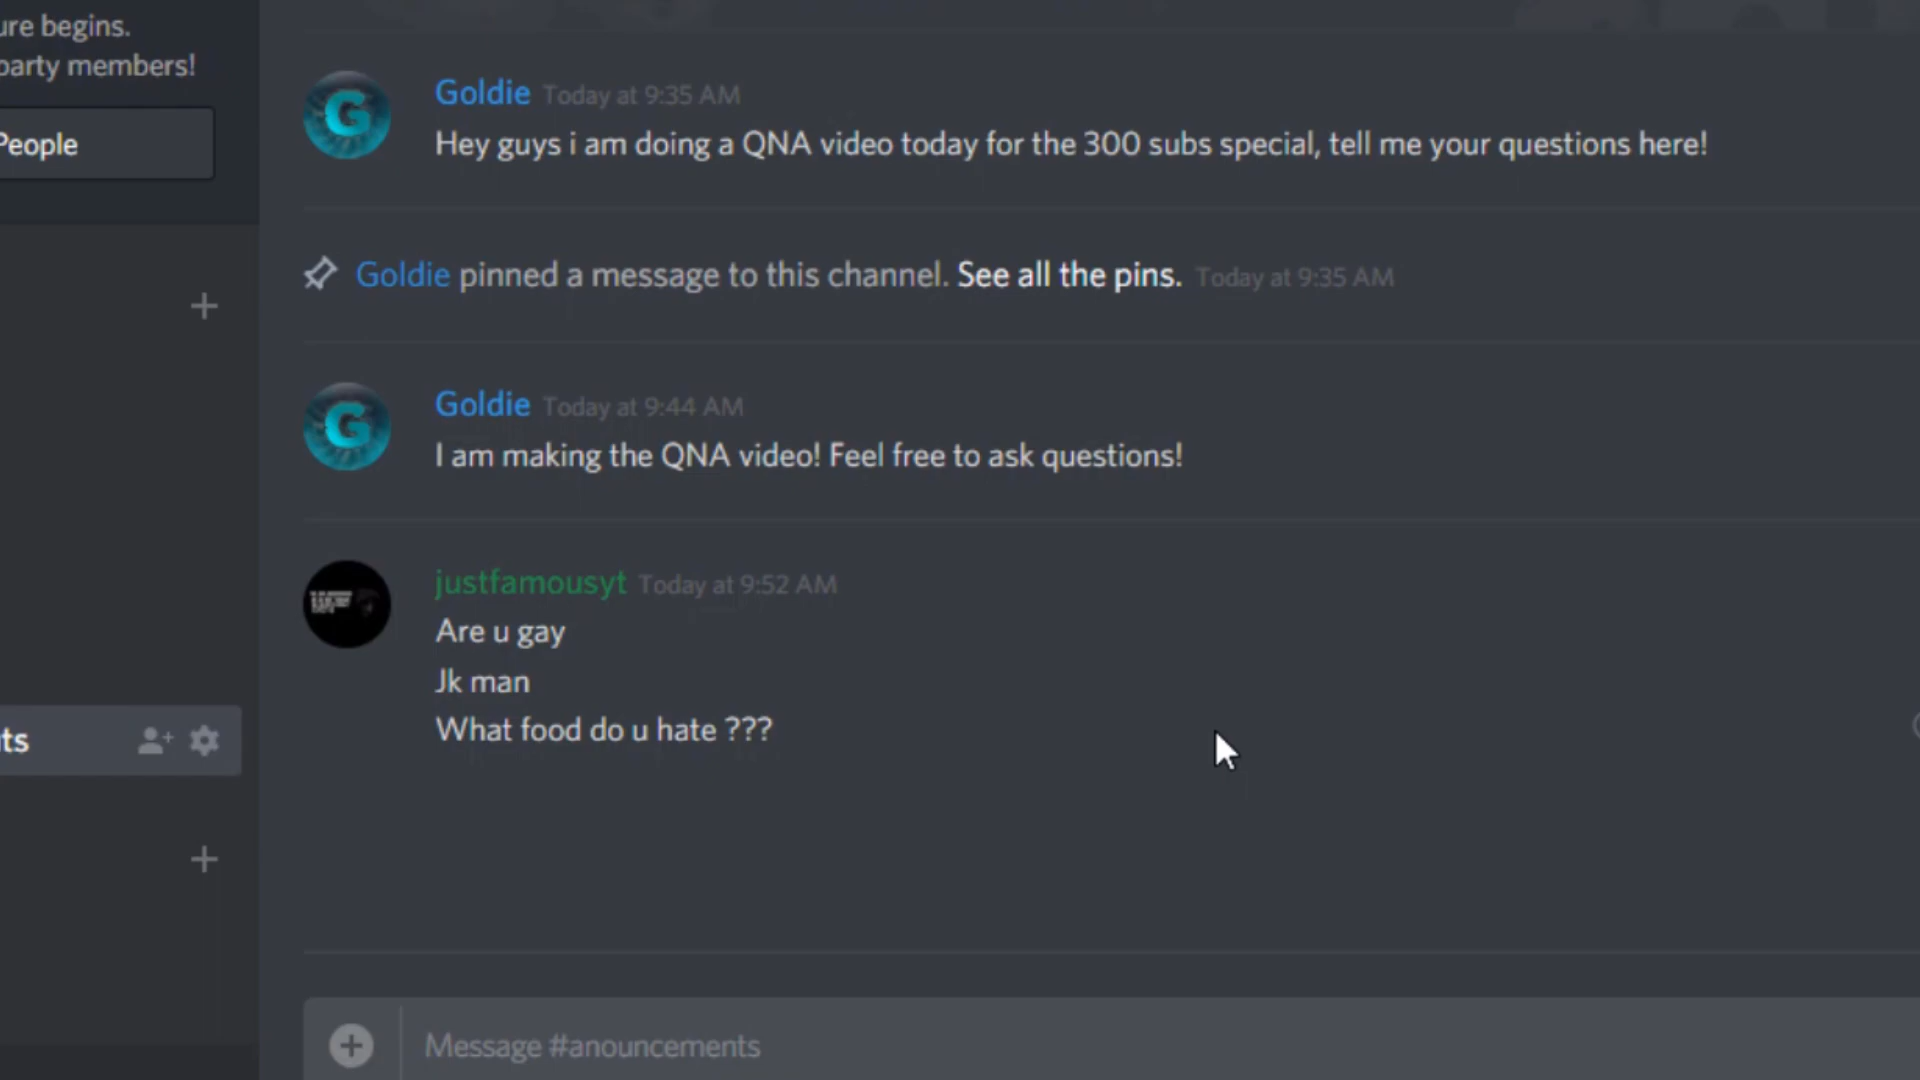 ure begins.
party members!
People
Goldie Today at 9:35 AM
Hey guys i am doing a QNA video today for the 300 subs special, tell me your questions here!
Goldie pinned a message to this channel. See all the pins. Today at 9:35 AM
Goldie Today at 9:44 AM
I am making the QNA video! Feel free to ask questions!
justfamousyt Today at 9:52 AM
Are u gay
Jk man
What food do u hate ???
ts
Message #anouncements